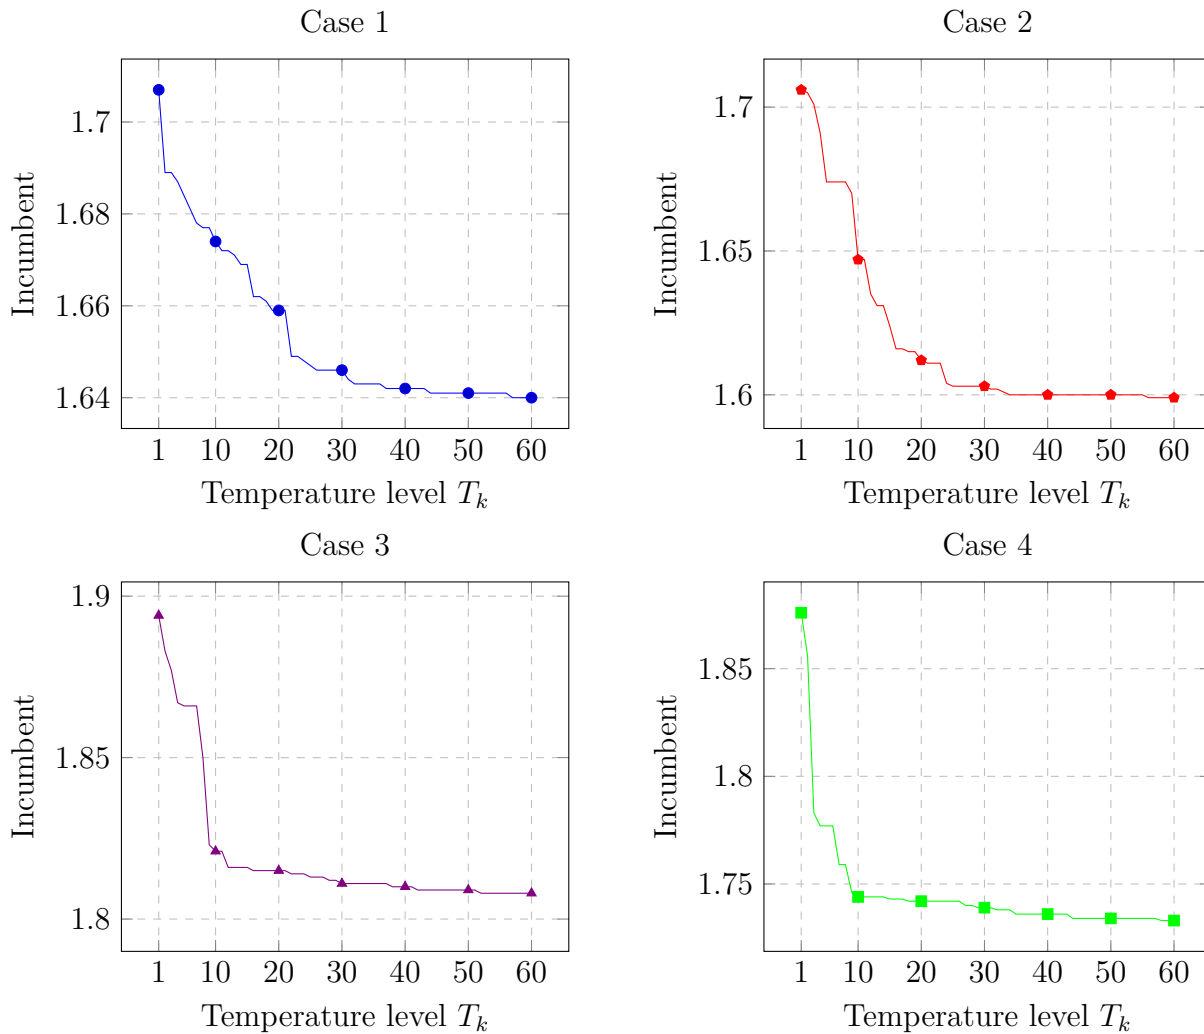 Case 1
1.7
1.68
1.66
1.64
Incumbent
1 10 20 30 40 50 60
Temperature level T_k
Case 2
1.7
1.65
1.6
Incumbent
1 10 20 30 40 50 60
Temperature level T_k
Case 3
1.9
1.85
1.8
Incumbent
1 10 20 30 40 50 60
Temperature level T_k
Case 4
1.85
1.8
1.75
Incumbent
1 10 20 30 40 50 60
Temperature level T_k